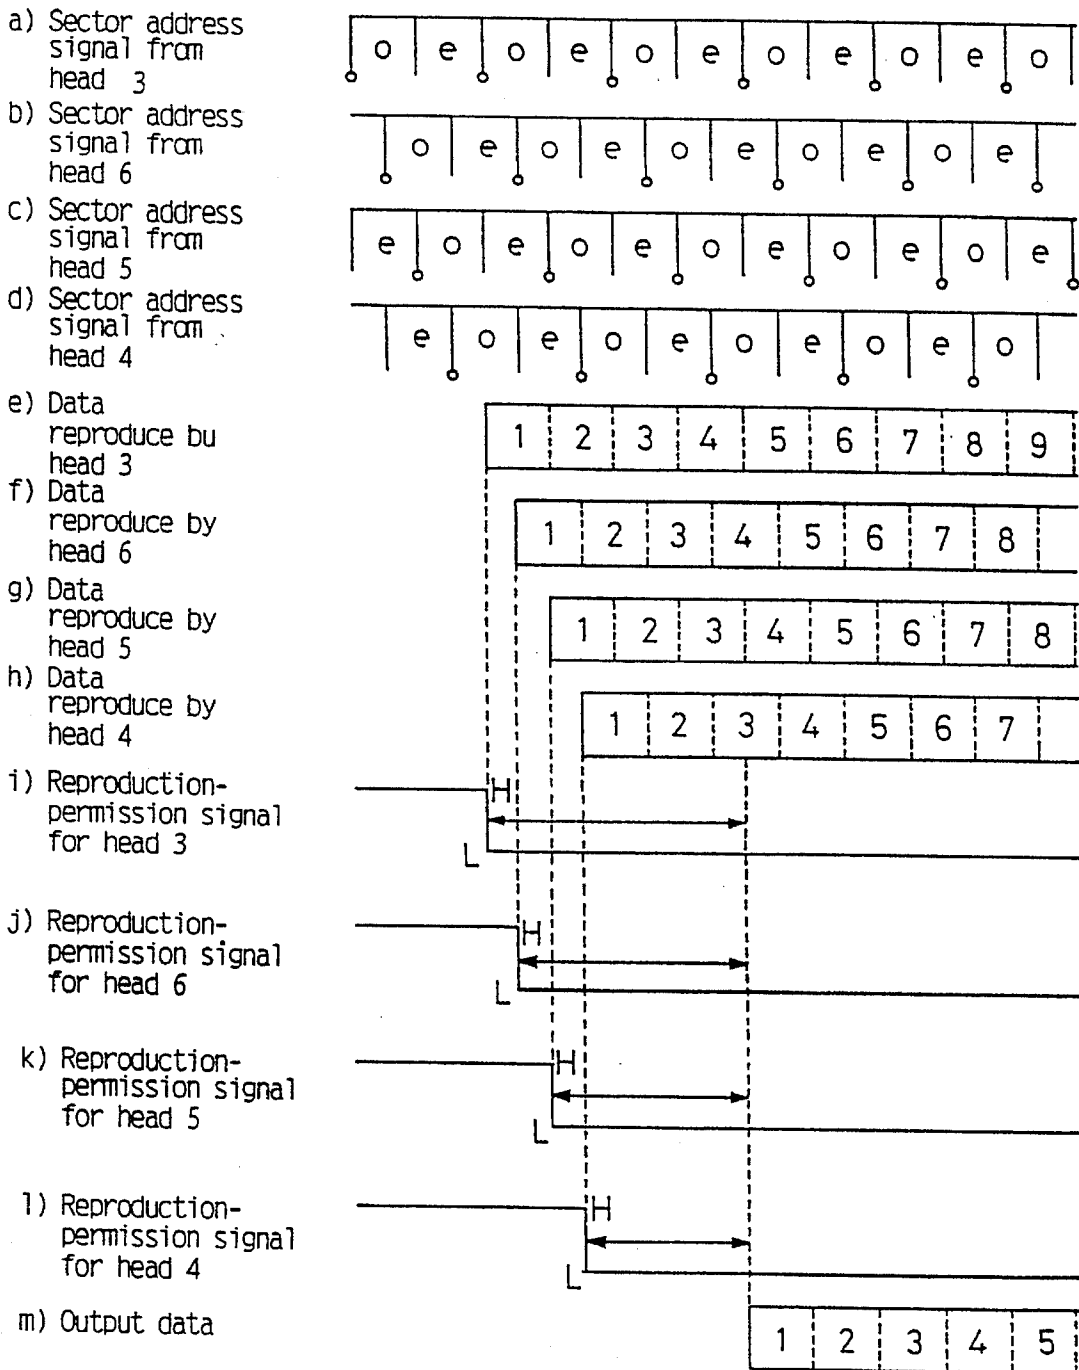 a) Sector address
signal from
head 3
o e o e o e o e o e o
b) Sector address
signal from
head 6
o e o e o e o e o e
c) Sector address
signal from
head 5
e o e o e o e o e o e
d) Sector address
signal from
head 4
e o e o e o e o e o
e) Data
reproduce bu
head 3
1 2 3 4 5 6 7 8 9
f) Data
reproduce by
head 6
1 2 3 4 5 6 7 8
g) Data
reproduce by
head 5
1 2 3 4 5 6 7 8
h) Data
reproduce by
head 4
1 2 3 4 5 6 7
i) Reproduction-
permission signal
for head 3
H
L
j) Reproduction-
permission signal
for head 6
H
L
k) Reproduction-
permission signal
for head 5
H
L
l) Reproduction-
permission signal
for head 4
H
L
m) Output data
1 2 3 4 5